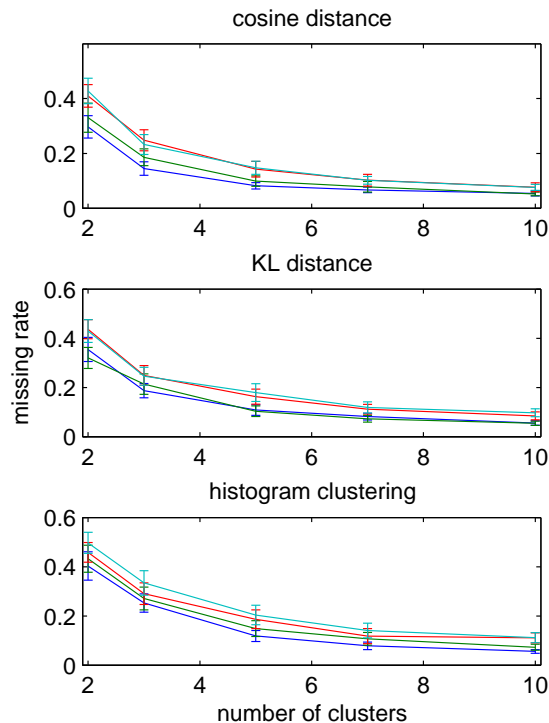 cosine distance
0.4
0.2
0
2 4 6 8 10
KL distance
0.6
0.4
0.2
0
2 4 6 8 10
missing rate
histogram clustering
0.6
0.4
0.2
0
2 4 6 8 10
number of clusters